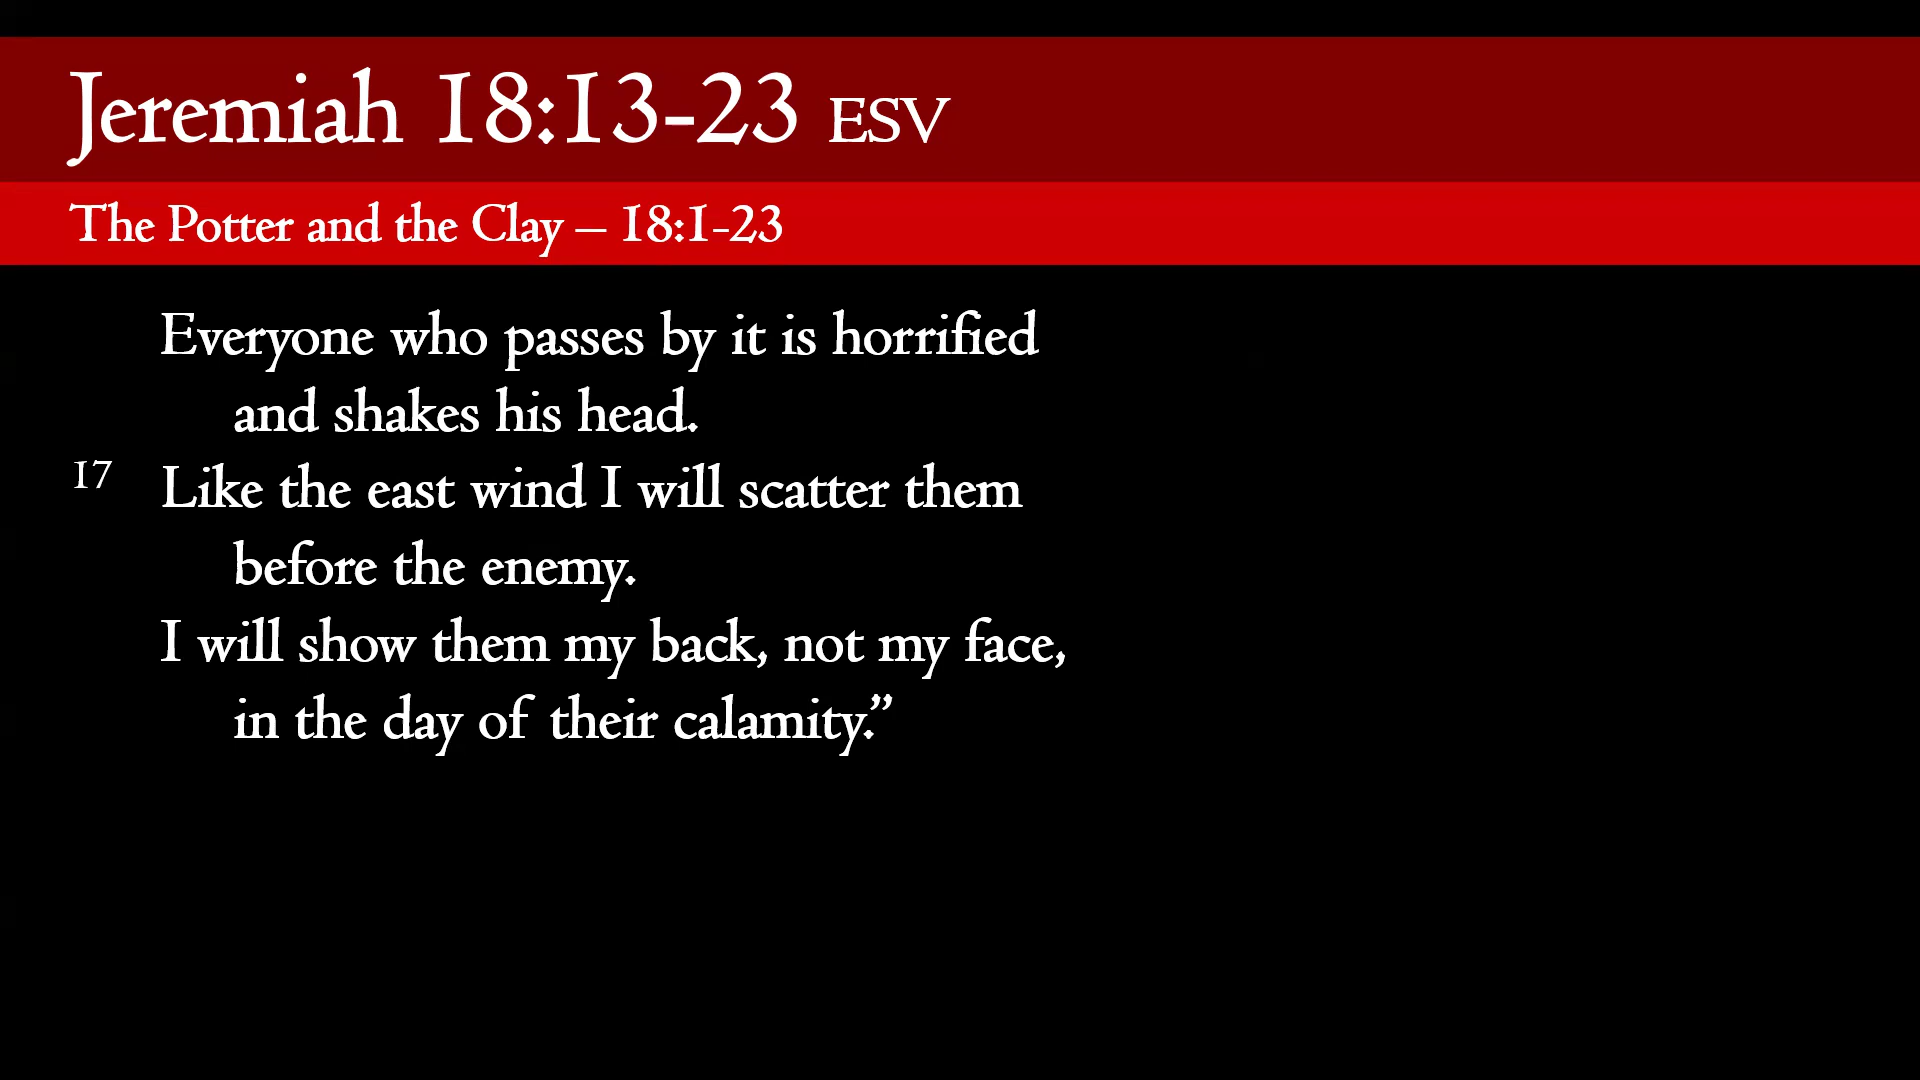 Jeremiah 18:13-23 ESV
The Potter and the Clay – 18:1-23
Everyone who passes by it is horrified
and shakes his head.
17 Like the east wind I will scatter them
before the enemy.
I will show them my back, not my face,
in the day of their calamity.”